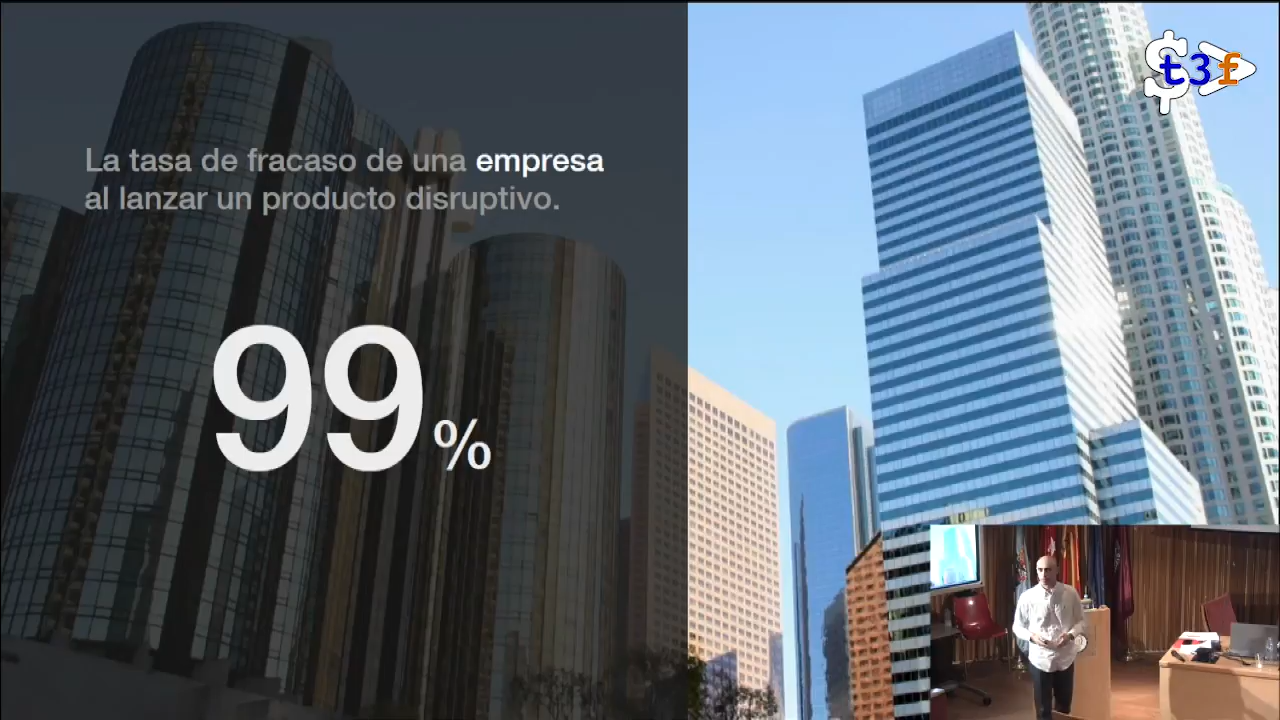 La tasa de fracaso de una empresa
al lanzar un producto disruptivo.
99%
$t3f